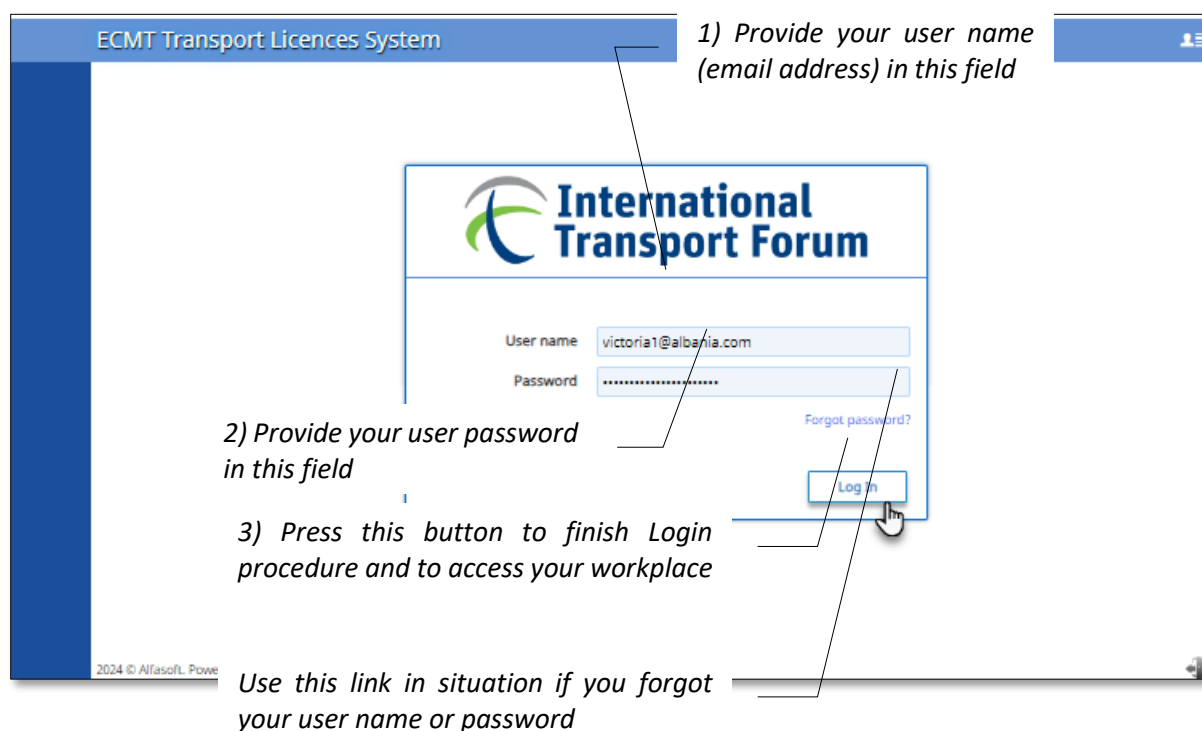 ECMT Transport Licences System
1) Provide your user name
(email address) in this field
International
Transport Forum
User name victoria1@albania.com
Password ••••••••••••••••••••••
Forgot password?
2) Provide your user password
in this field
Log In
3) Press this button to finish Login
procedure and to access your workplace
2024 © Alfasoft.
Use this link in situation if you forgot
your user name or password